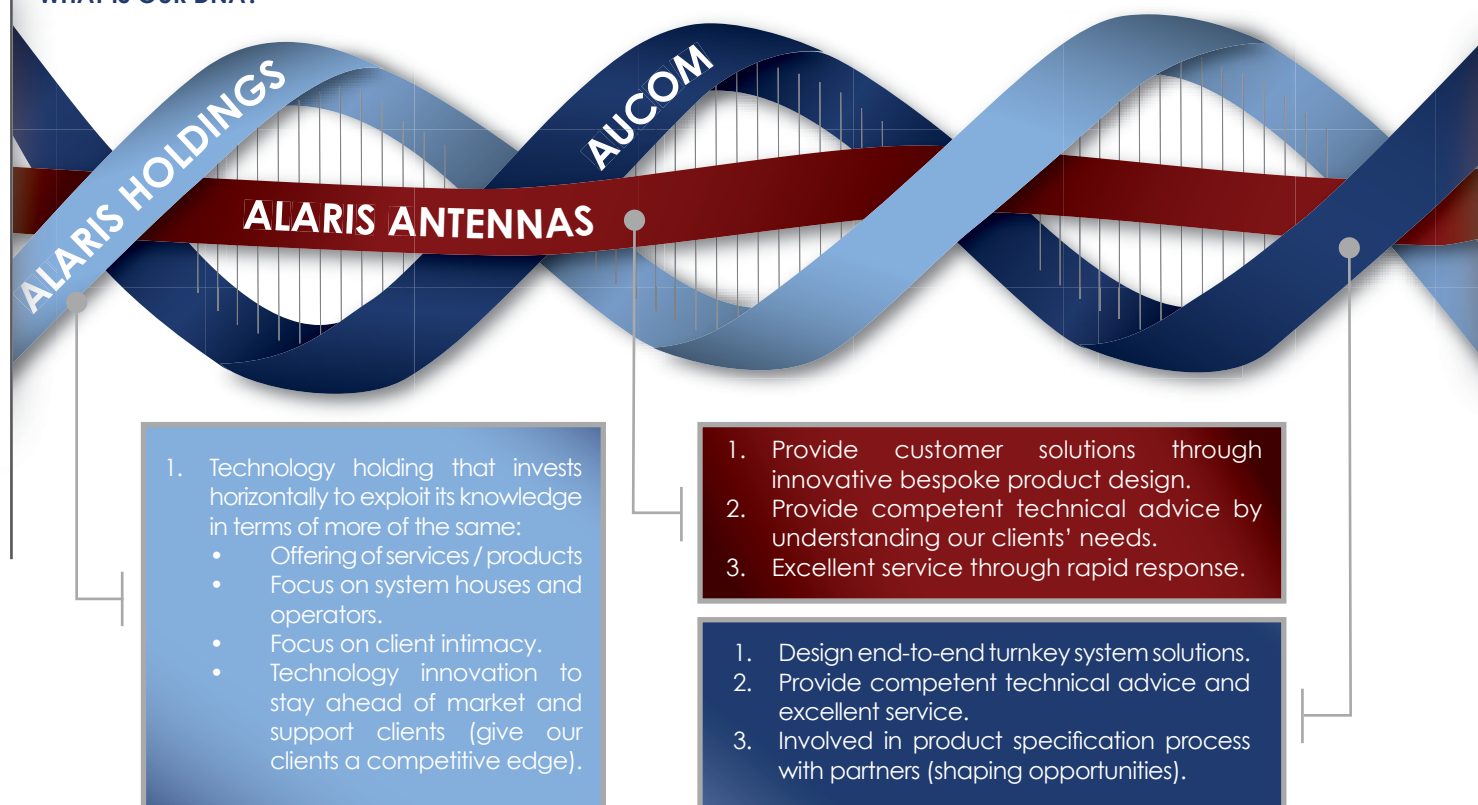 WHAT IS OUR DNA?
ALARIS HOLDINGS
AUCOM
ALARIS ANTENNAS
1. Technology holding that invests
horizontally to exploit its knowledge
in terms of more of the same:
• Offering of services / products
• Focus on system houses and
operators.
• Focus on client intimacy.
• Technology innovation to
stay ahead of market and
support clients (give our
clients a competitive edge).
1. Provide customer solutions through
innovative bespoke product design.
2. Provide competent technical advice by
understanding our clients’ needs.
3. Excellent service through rapid response.
1. Design end-to-end turnkey system solutions.
2. Provide competent technical advice and
excellent service.
3. Involved in product specification process
with partners (shaping opportunities).